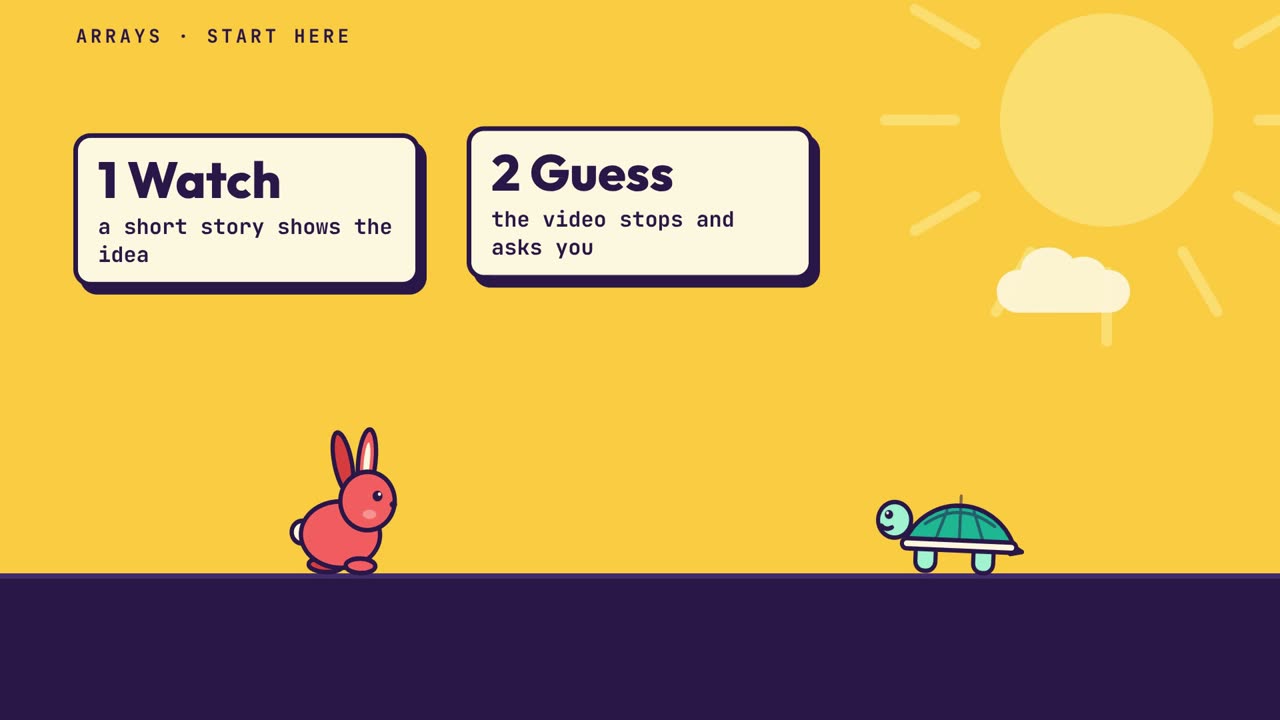 ARRAYS · START HERE
1 Watch
a short story shows the
idea
2 Guess
the video stops and
asks you